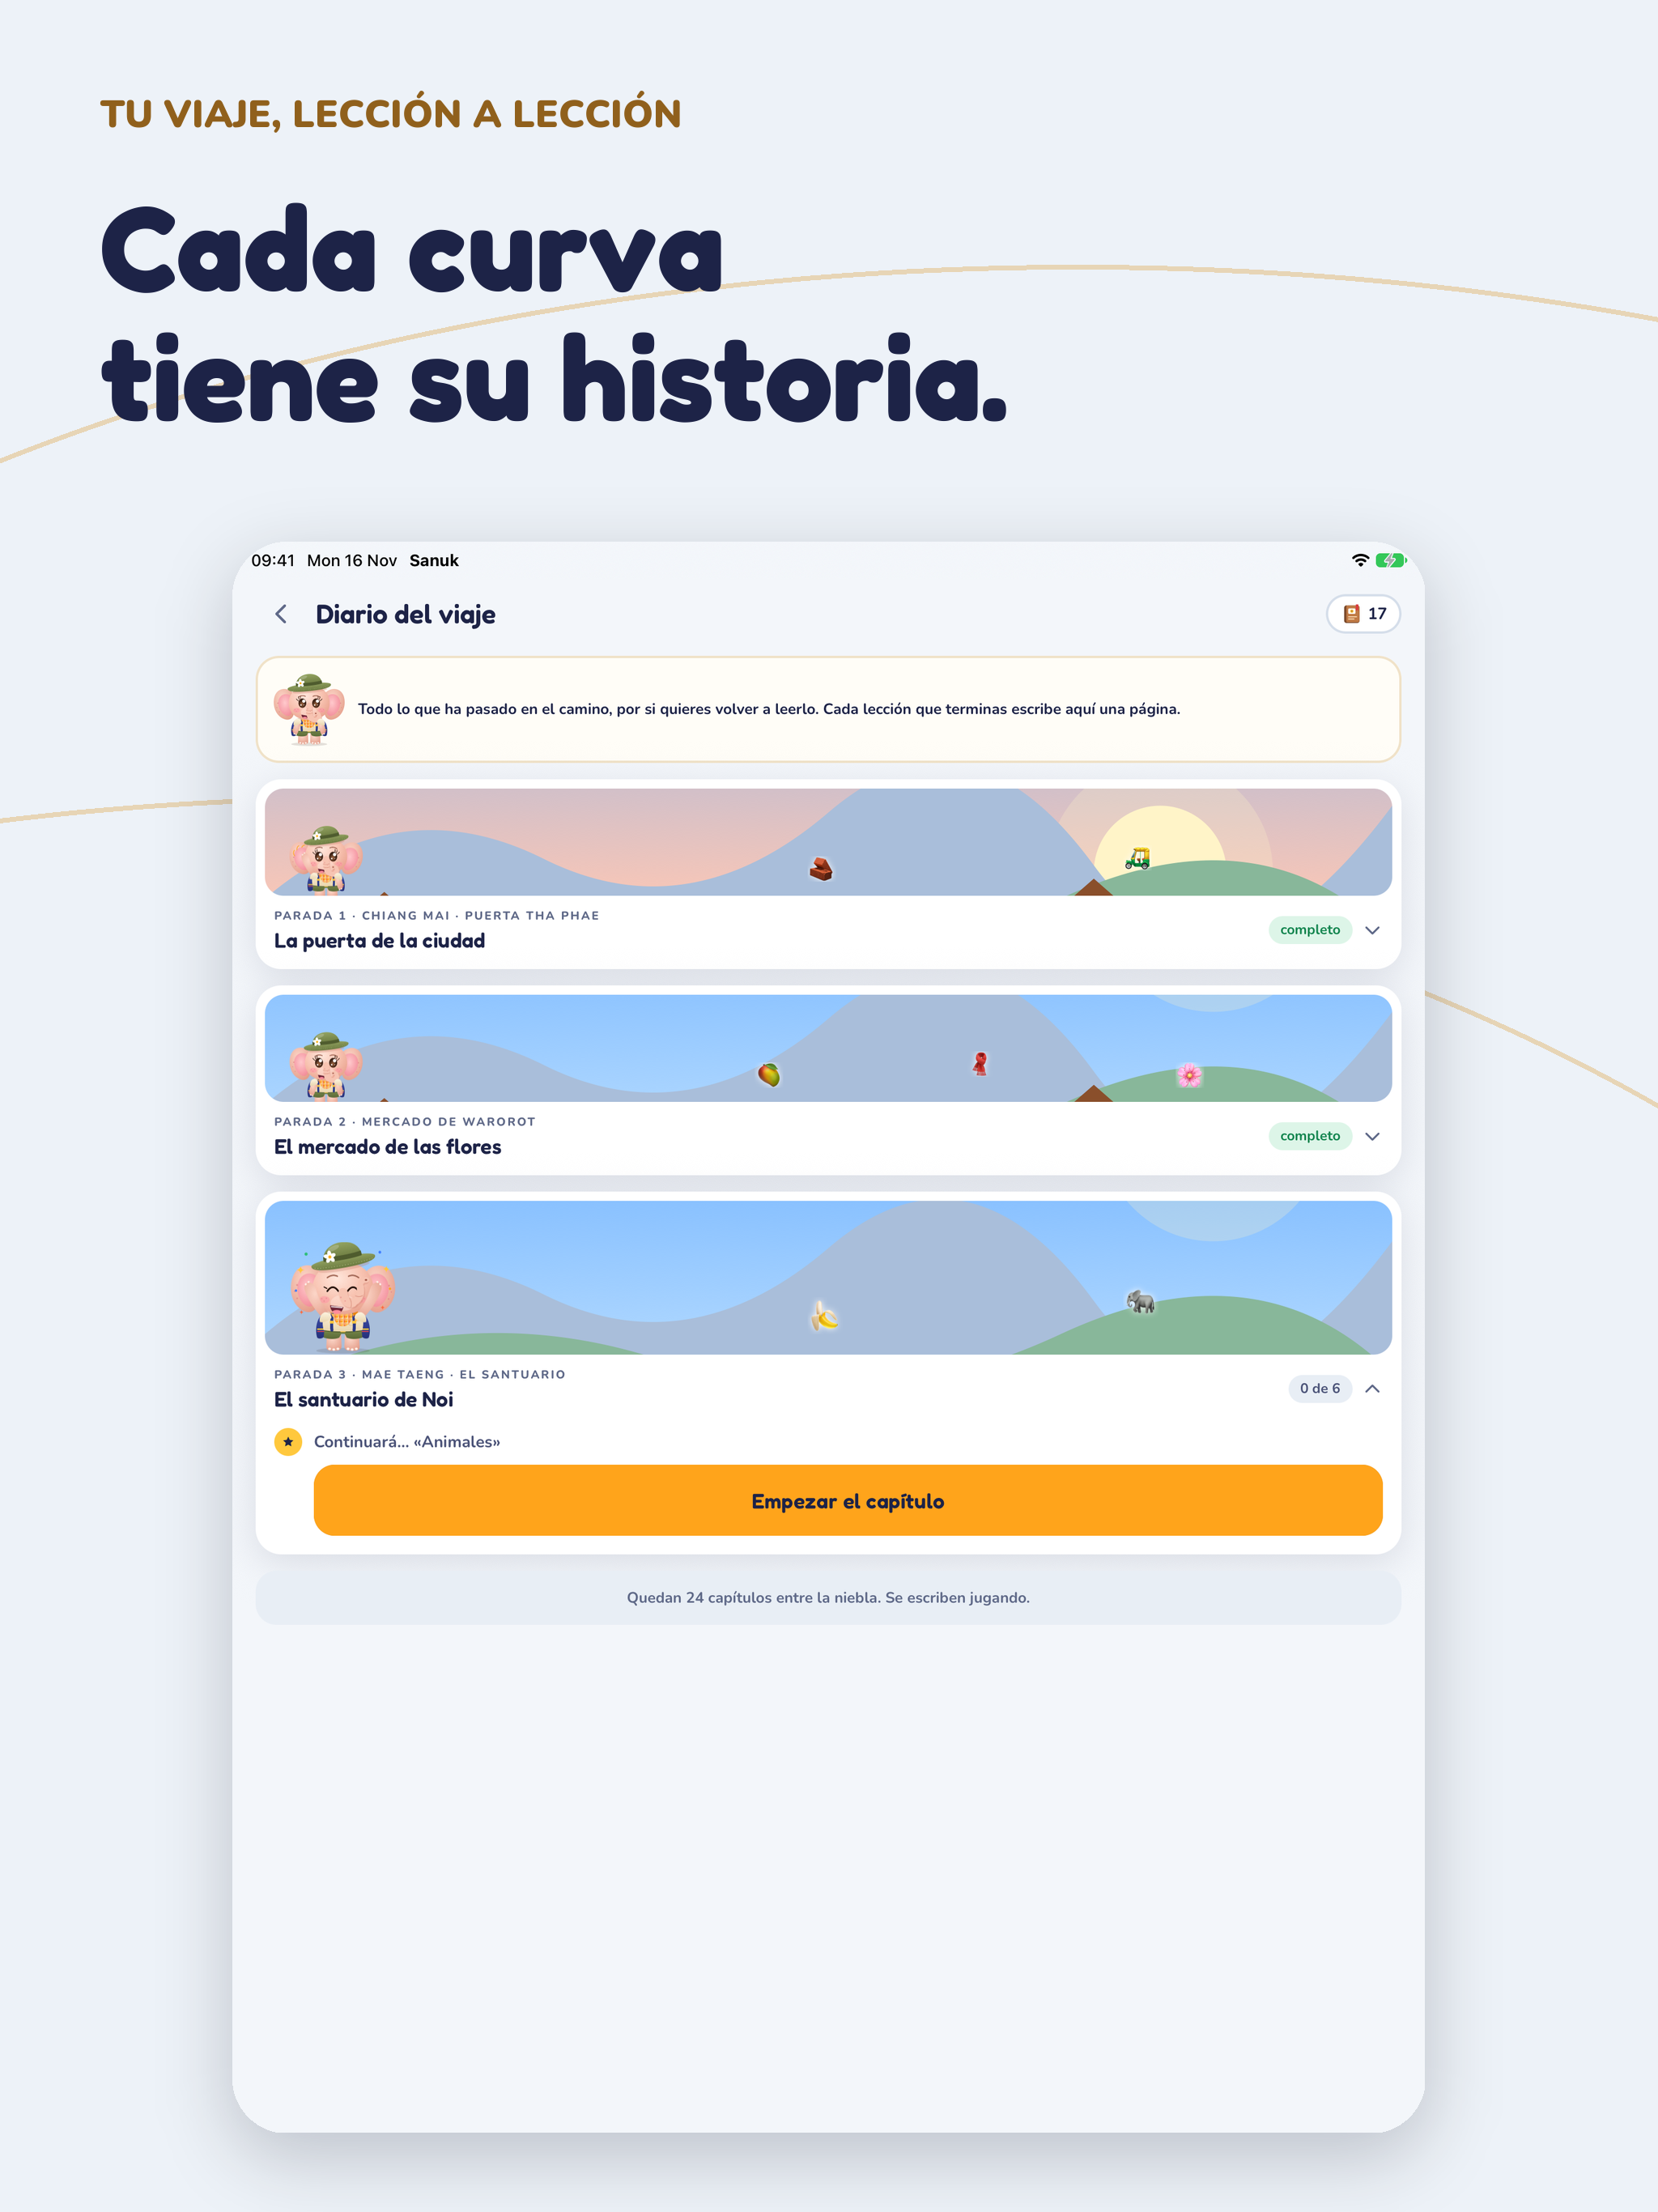 TU VIAJE, LECCIÓN A LECCIÓN
Cada curva
tiene su historia.
09:41 Mon 16 Nov Sanuk
Diario del viaje
17
Todo lo que ha pasado en el camino, por si quieres volver a leerlo. Cada lección que terminas escribe aquí una página.
PARADA 1 · CHIANG MAI · PUERTA THA PHAE
La puerta de la ciudad
completo
PARADA 2 · MERCADO DE WAROROT
El mercado de las flores
completo
PARADA 3 · MAE TAENG · EL SANTUARIO
El santuario de Noi
0 de 6
Continuará... «Animales»
Empezar el capítulo
Quedan 24 capítulos entre la niebla. Se escriben jugando.